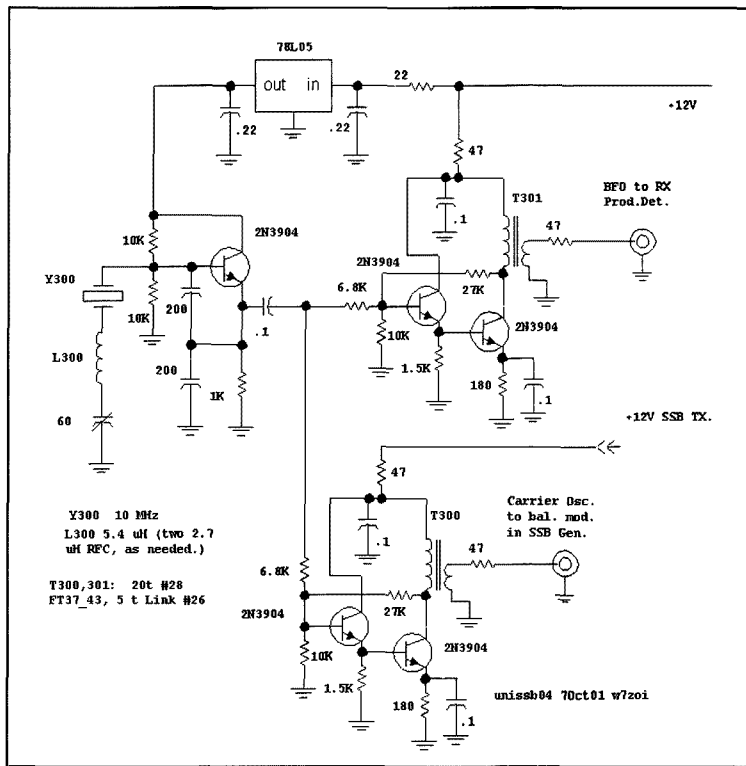 78L05
out in
22
.22
.22
+12V
47
T301
BFO to RX
Prod.Det.
.1
47
10K
2N3904
2N3904
27K
Y300
6.8K
10K
200
.1
10K
2N3904
L300
1.5K
180
.1
200
1K
60
+12V SSB TX.
47
Y300 10 MHz
L300 5.4 uH (two 2.7
uH RFC, as needed.)
T300,301: 20t #28
FT37_43, 5 t Link #26
T300
Carrier Osc.
to bal. mod.
in SSB Gen.
.1
47
6.8K
27K
2N3904
10K
2N3904
1.5K
180
.1
unissb04 7Oct01 w7zoi